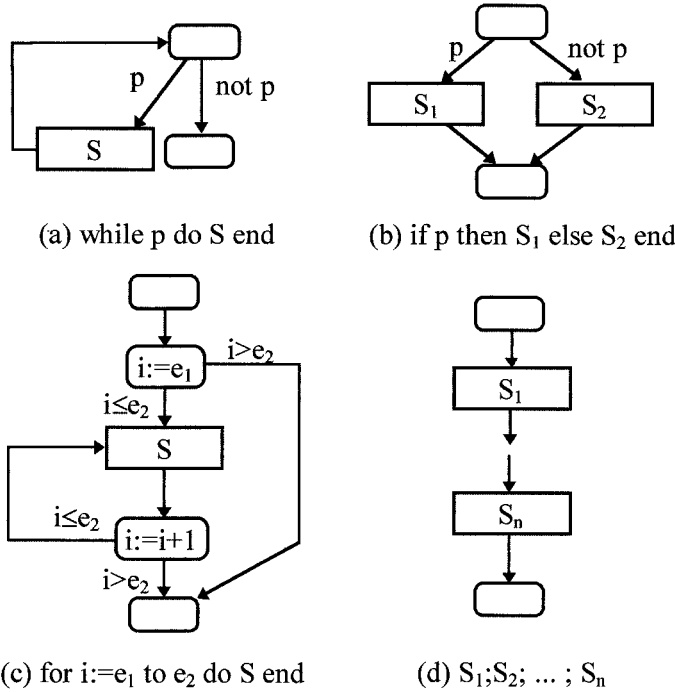 p
not p
S
(a) while p do S end
p
not p
S₁
S₂
(b) if p then S₁ else S₂ end
i:=e₁
i>e₂
i≤e₂
S
i≤e₂
i:=i+1
i>e₂
(c) for i:=e₁ to e₂ do S end
S₁
Sₙ
(d) S₁;S₂; ... ; Sₙ